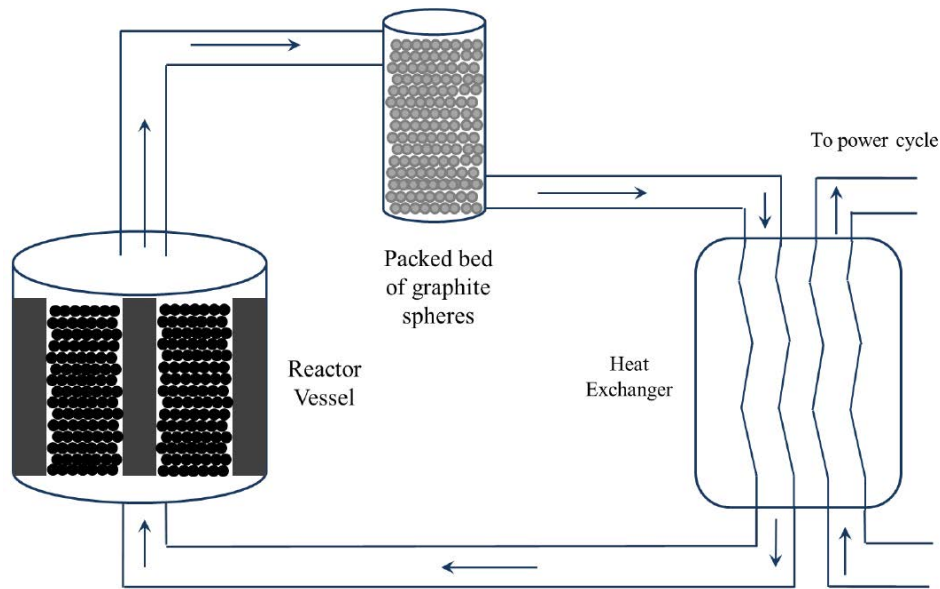 To power cycle
Packed bed
of graphite
spheres
Reactor
Vessel
Heat
Exchanger